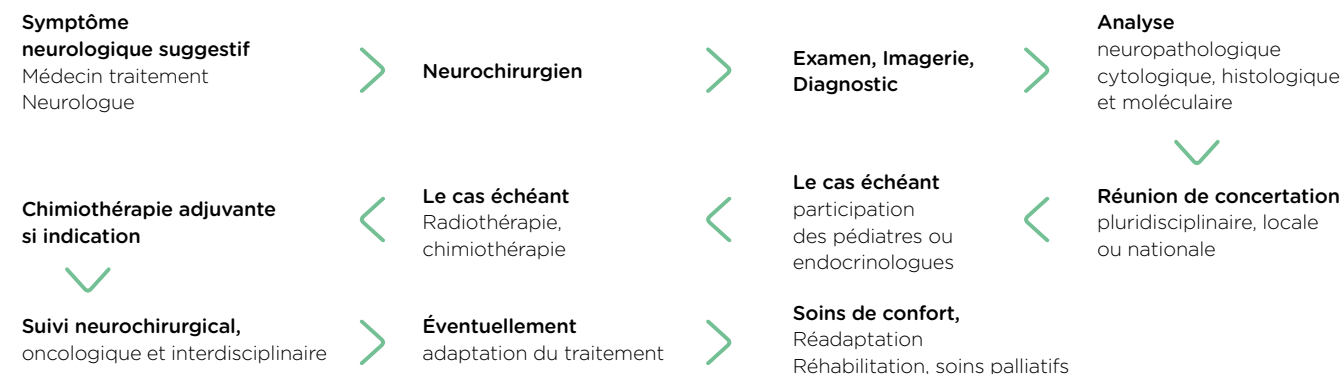 Symptôme
neurologique suggestif
Médecin traitement
Neurologue
Neurochirurgien
Examen, Imagerie,
Diagnostic
Analyse
neuropathologique
cytologique, histologique
et moléculaire
Réunion de concertation
pluridisciplinaire, locale
ou nationale
Le cas échéant
participation
des pédiatres ou
endocrinologues
Le cas échéant
Radiothérapie,
chimiothérapie
Chimiothérapie adjuvante
si indication
Suivi neurochirurgical,
oncologique et interdisciplinaire
Éventuellement
adaptation du traitement
Soins de confort,
Réadaptation
Réhabilitation, soins palliatifs